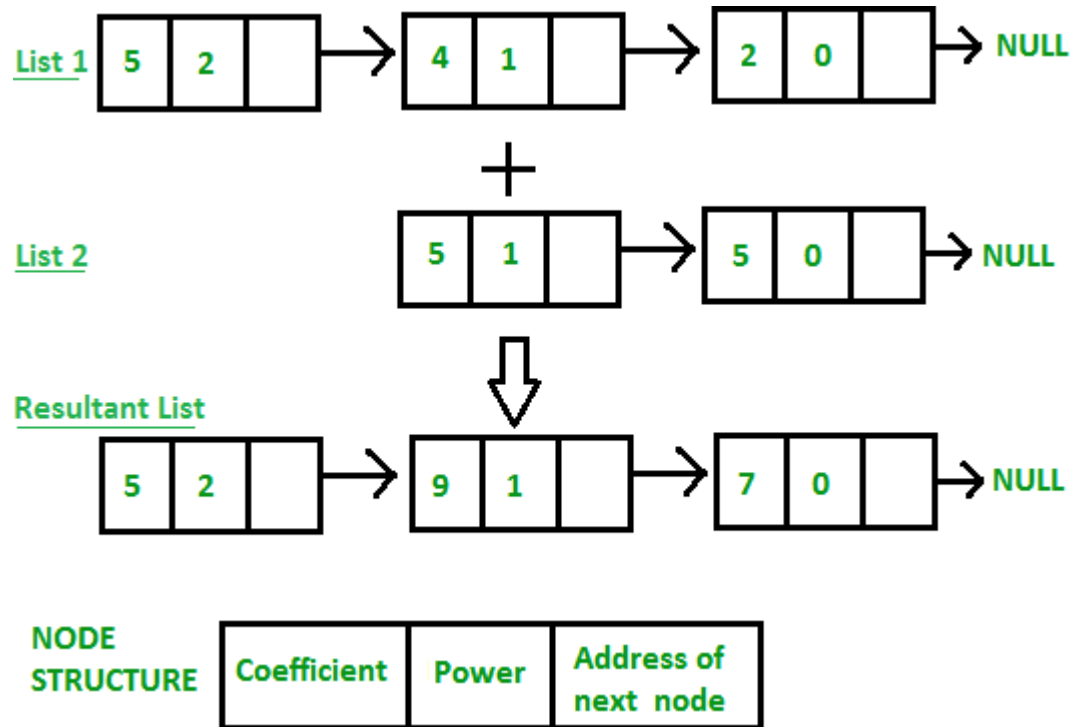 List 1 5 2 4 1 2 0 NULL
+
List 2 5 1 5 0 NULL
Resultant List
5 2 9 1 7 0 NULL
NODE STRUCTURE
Coefficient
Power
Address of
next node